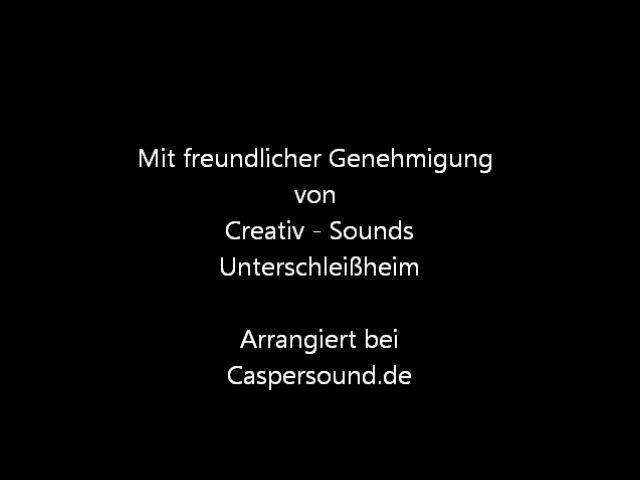 Mit freundlicher Genehmigung
von
Creativ - Sounds
Unterschleißheim
Arrangiert bei
Caspersound.de